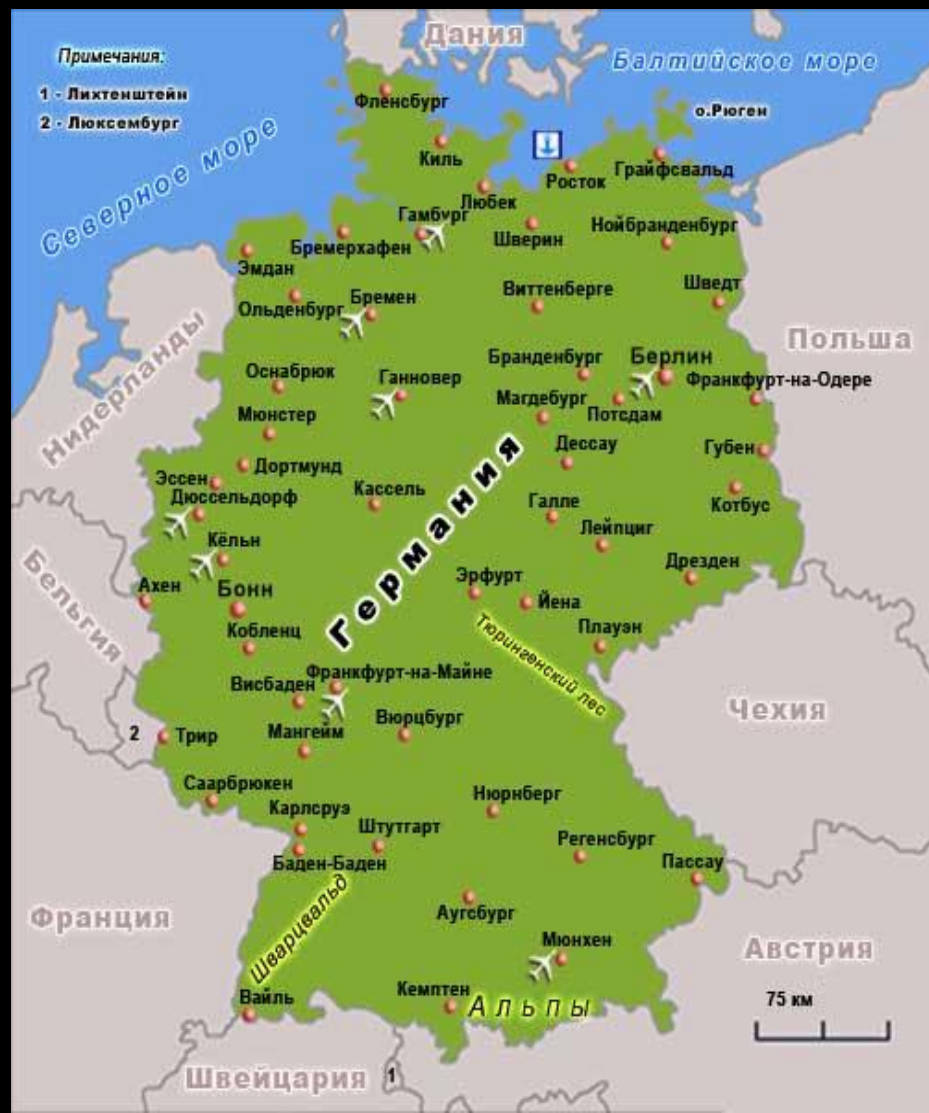 Дания
Примечания:
Балтийское море
1 - Лихтенштейн
Фленсбург
о.Рюген
2 - Люксембург
Северное море
Киль
Росток
Грайфсвальд
Любек
Гамбург
Шверин
Нойбранденбург
Бремерхафен
Эмдан
Шведт
Ольденбург
Бремен
Виттенберге
Нидерланды
Польша
Бранденбург
Берлин
Оснабрюк
Ганновер
Франкфурт-на-Одере
Магдебург
Потсдам
Мюнстер
Дессау
Губен
Дортмунд
Эссен
Дюссельдорф
Кассель
Германия
Галле
Котбус
Лейпциг
Кёльн
Бельгия
Эрфурт
Дрезден
Ахен
Бонн
Йена
Кобленц
Плауэн
Тюрингенский лес
Франкфурт-на-Майне
Висбаден
Чехия
2
Трир
Мангейм
Вюрцбург
Саарбрюкен
Нюрнберг
Карлсруэ
Штутгарт
Регенсбург
Баден-Баден
Пассау
Франция
Шварцвальд
Аугсбург
Мюнхен
Австрия
Вайль
Кемптен
Альпы
75 км
Швейцария
1